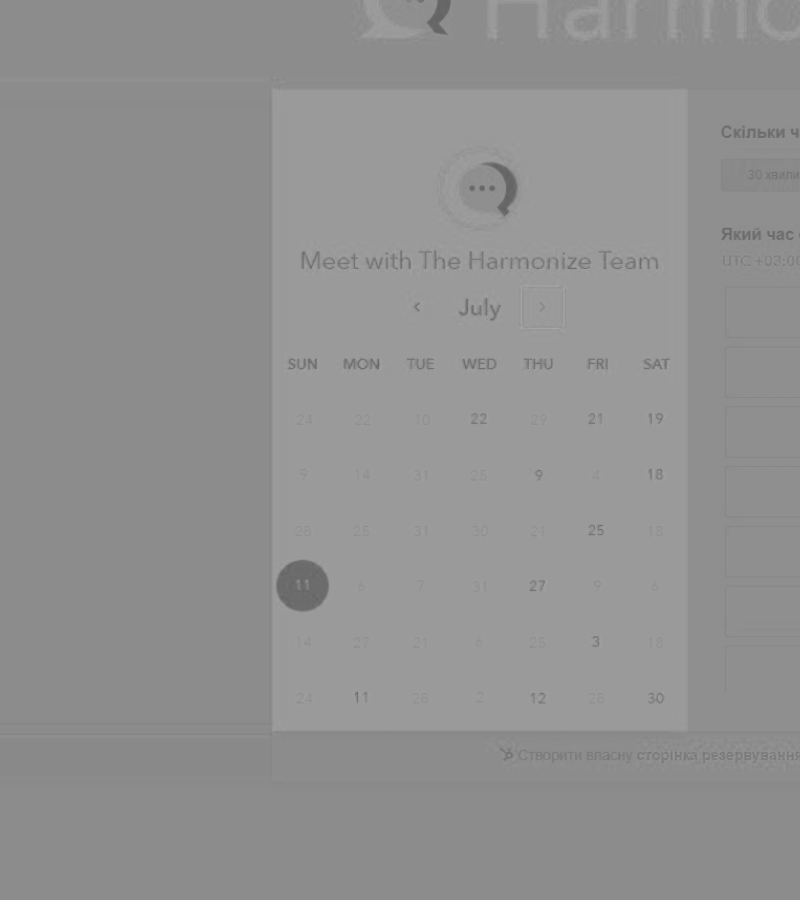 Harmo
Meet with The Harmonize Team
July
SUN MON TUE WED THU FRI SAT
24 22 10 22 29 21 19
9 14 31 25 9 4 18
28 25 31 30 21 25 18
11 6 7 31 27 9 6
14 27 21 6 25 3 18
24 11 26 2 12 26 30
Скільки ч
30 хвили
Який час
UTC +03:00
Створити власну сторінка резервування